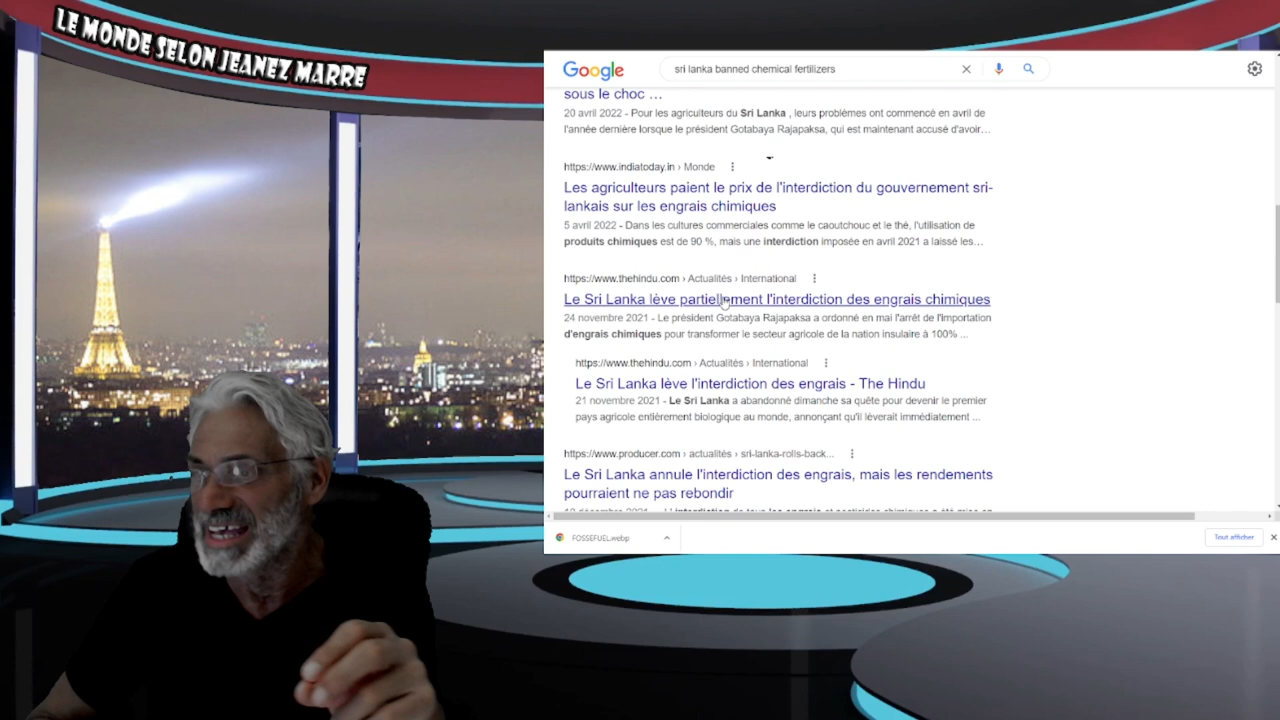 LE MONDE SELON JEANEZ MARRE
Google
sri lanka banned chemical fertilizers
sous le choc ...
20 avril 2022 - Pour les agriculteurs du Sri Lanka , leurs problèmes ont commencé en avril de
l'année dernière lorsque le président Gotabaya Rajapaksa, qui est maintenant accusé d'avoir...
https://www.indiatoday.in › Monde
Les agriculteurs paient le prix de l'interdiction du gouvernement sri-
lankais sur les engrais chimiques
5 avril 2022 - Dans les cultures commerciales comme le caoutchouc et le thé, l'utilisation de
produits chimiques est de 90 %, mais une interdiction imposée en avril 2021 a laissé les...
https://www.thehindu.com › Actualités › International
Le Sri Lanka lève partiellement l'interdiction des engrais chimiques
24 novembre 2021 - Le président Gotabaya Rajapaksa a ordonné en mai l'arrêt de l'importation
d'engrais chimiques pour transformer le secteur agricole de la nation insulaire à 100% ...
https://www.thehindu.com › Actualités › International
Le Sri Lanka lève l'interdiction des engrais - The Hindu
21 novembre 2021 - Le Sri Lanka a abandonné dimanche sa quête pour devenir le premier
pays agricole entièrement biologique au monde, annonçant qu'il lèverait immédiatement ...
https://www.producer.com › actualités › sri-lanka-rolls-back...
Le Sri Lanka annule l'interdiction des engrais, mais les rendements
pourraient ne pas rebondir
FOSSEFUEL.webp
Tout afficher